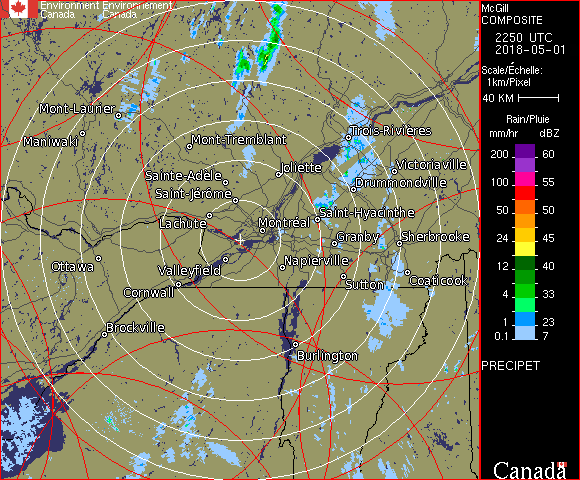 Environment Environnement
Canada Canada
Mont-Laurier
Maniwaki
Mont-Tremblant
Trois-Rivières
Joliette
Victoriaville
Sainte-Adèle
Drummondville
Saint-Jérôme
Lachute
Saint-Hyacinthe
Montréal
Granby
Sherbrooke
Ottawa
Valleyfield
Napierville
Coaticook
Sutton
Cornwall
Brockville
Burlington
McGill
COMPOSITE
2250 UTC
2018-05-01
Scale/Échelle:
1km/Pixel
40 KM
Rain/Pluie
mm/hr dBZ
200 60
100 55
50 50
24 45
12 40
4 33
1 23
0.1 7
PRECIPET
Canada